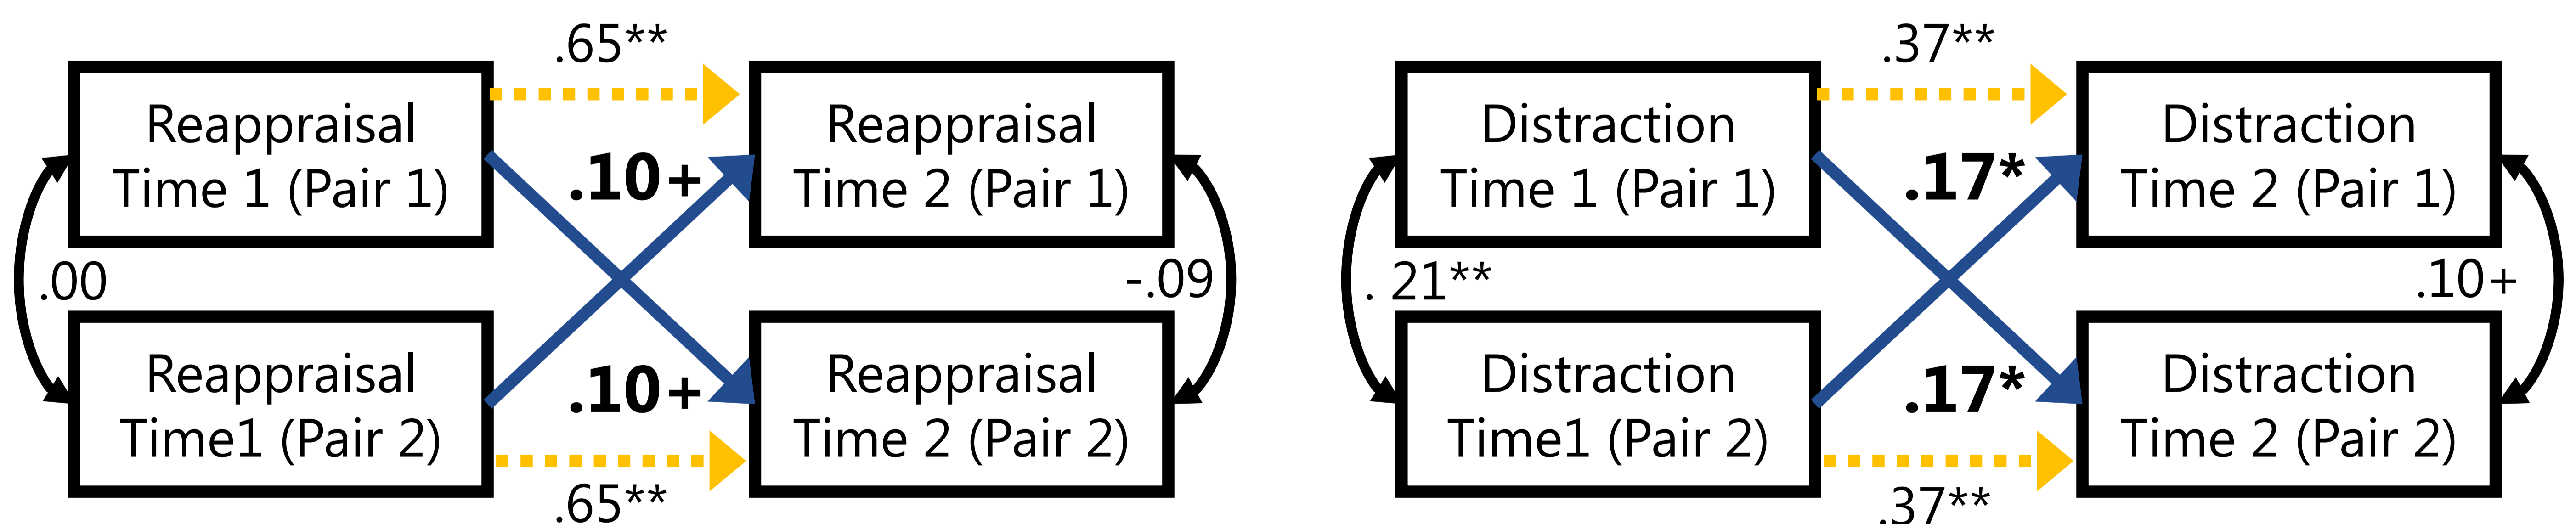 .65**
Reappraisal
Time 1 (Pair 1)
.10+
Reappraisal
Time 2 (Pair 1)
.00
-.09
Reappraisal
Time1 (Pair 2)
.10+
Reappraisal
Time 2 (Pair 2)
.65**
.37**
Distraction
Time 1 (Pair 1)
.17*
Distraction
Time 2 (Pair 1)
. 21**
.10+
Distraction
Time1 (Pair 2)
.17*
Distraction
Time 2 (Pair 2)
.37**